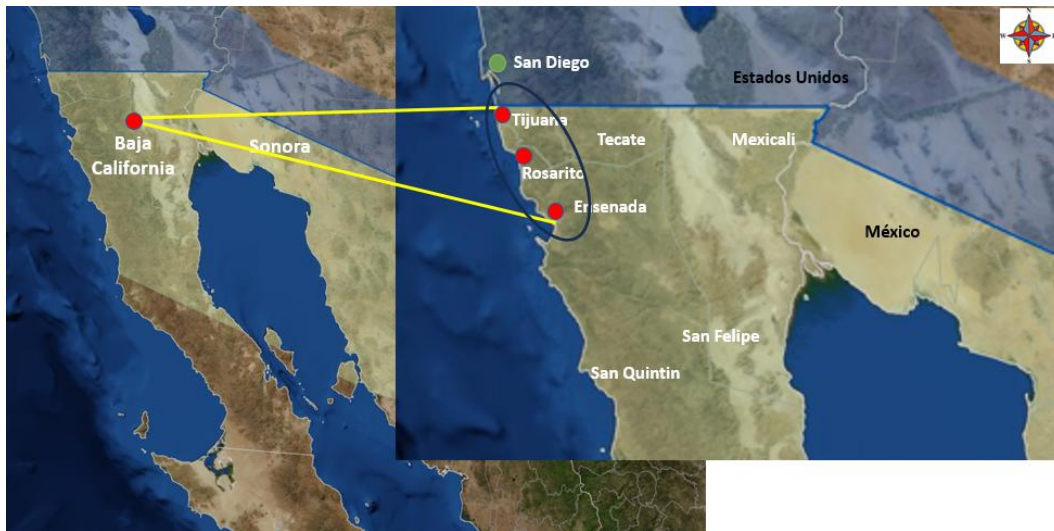 Baja
California
Sonora
San Diego
Estados Unidos
Tijuana
Tecate
Mexicali
Rosarito
Ensenada
México
San Felipe
San Quintin